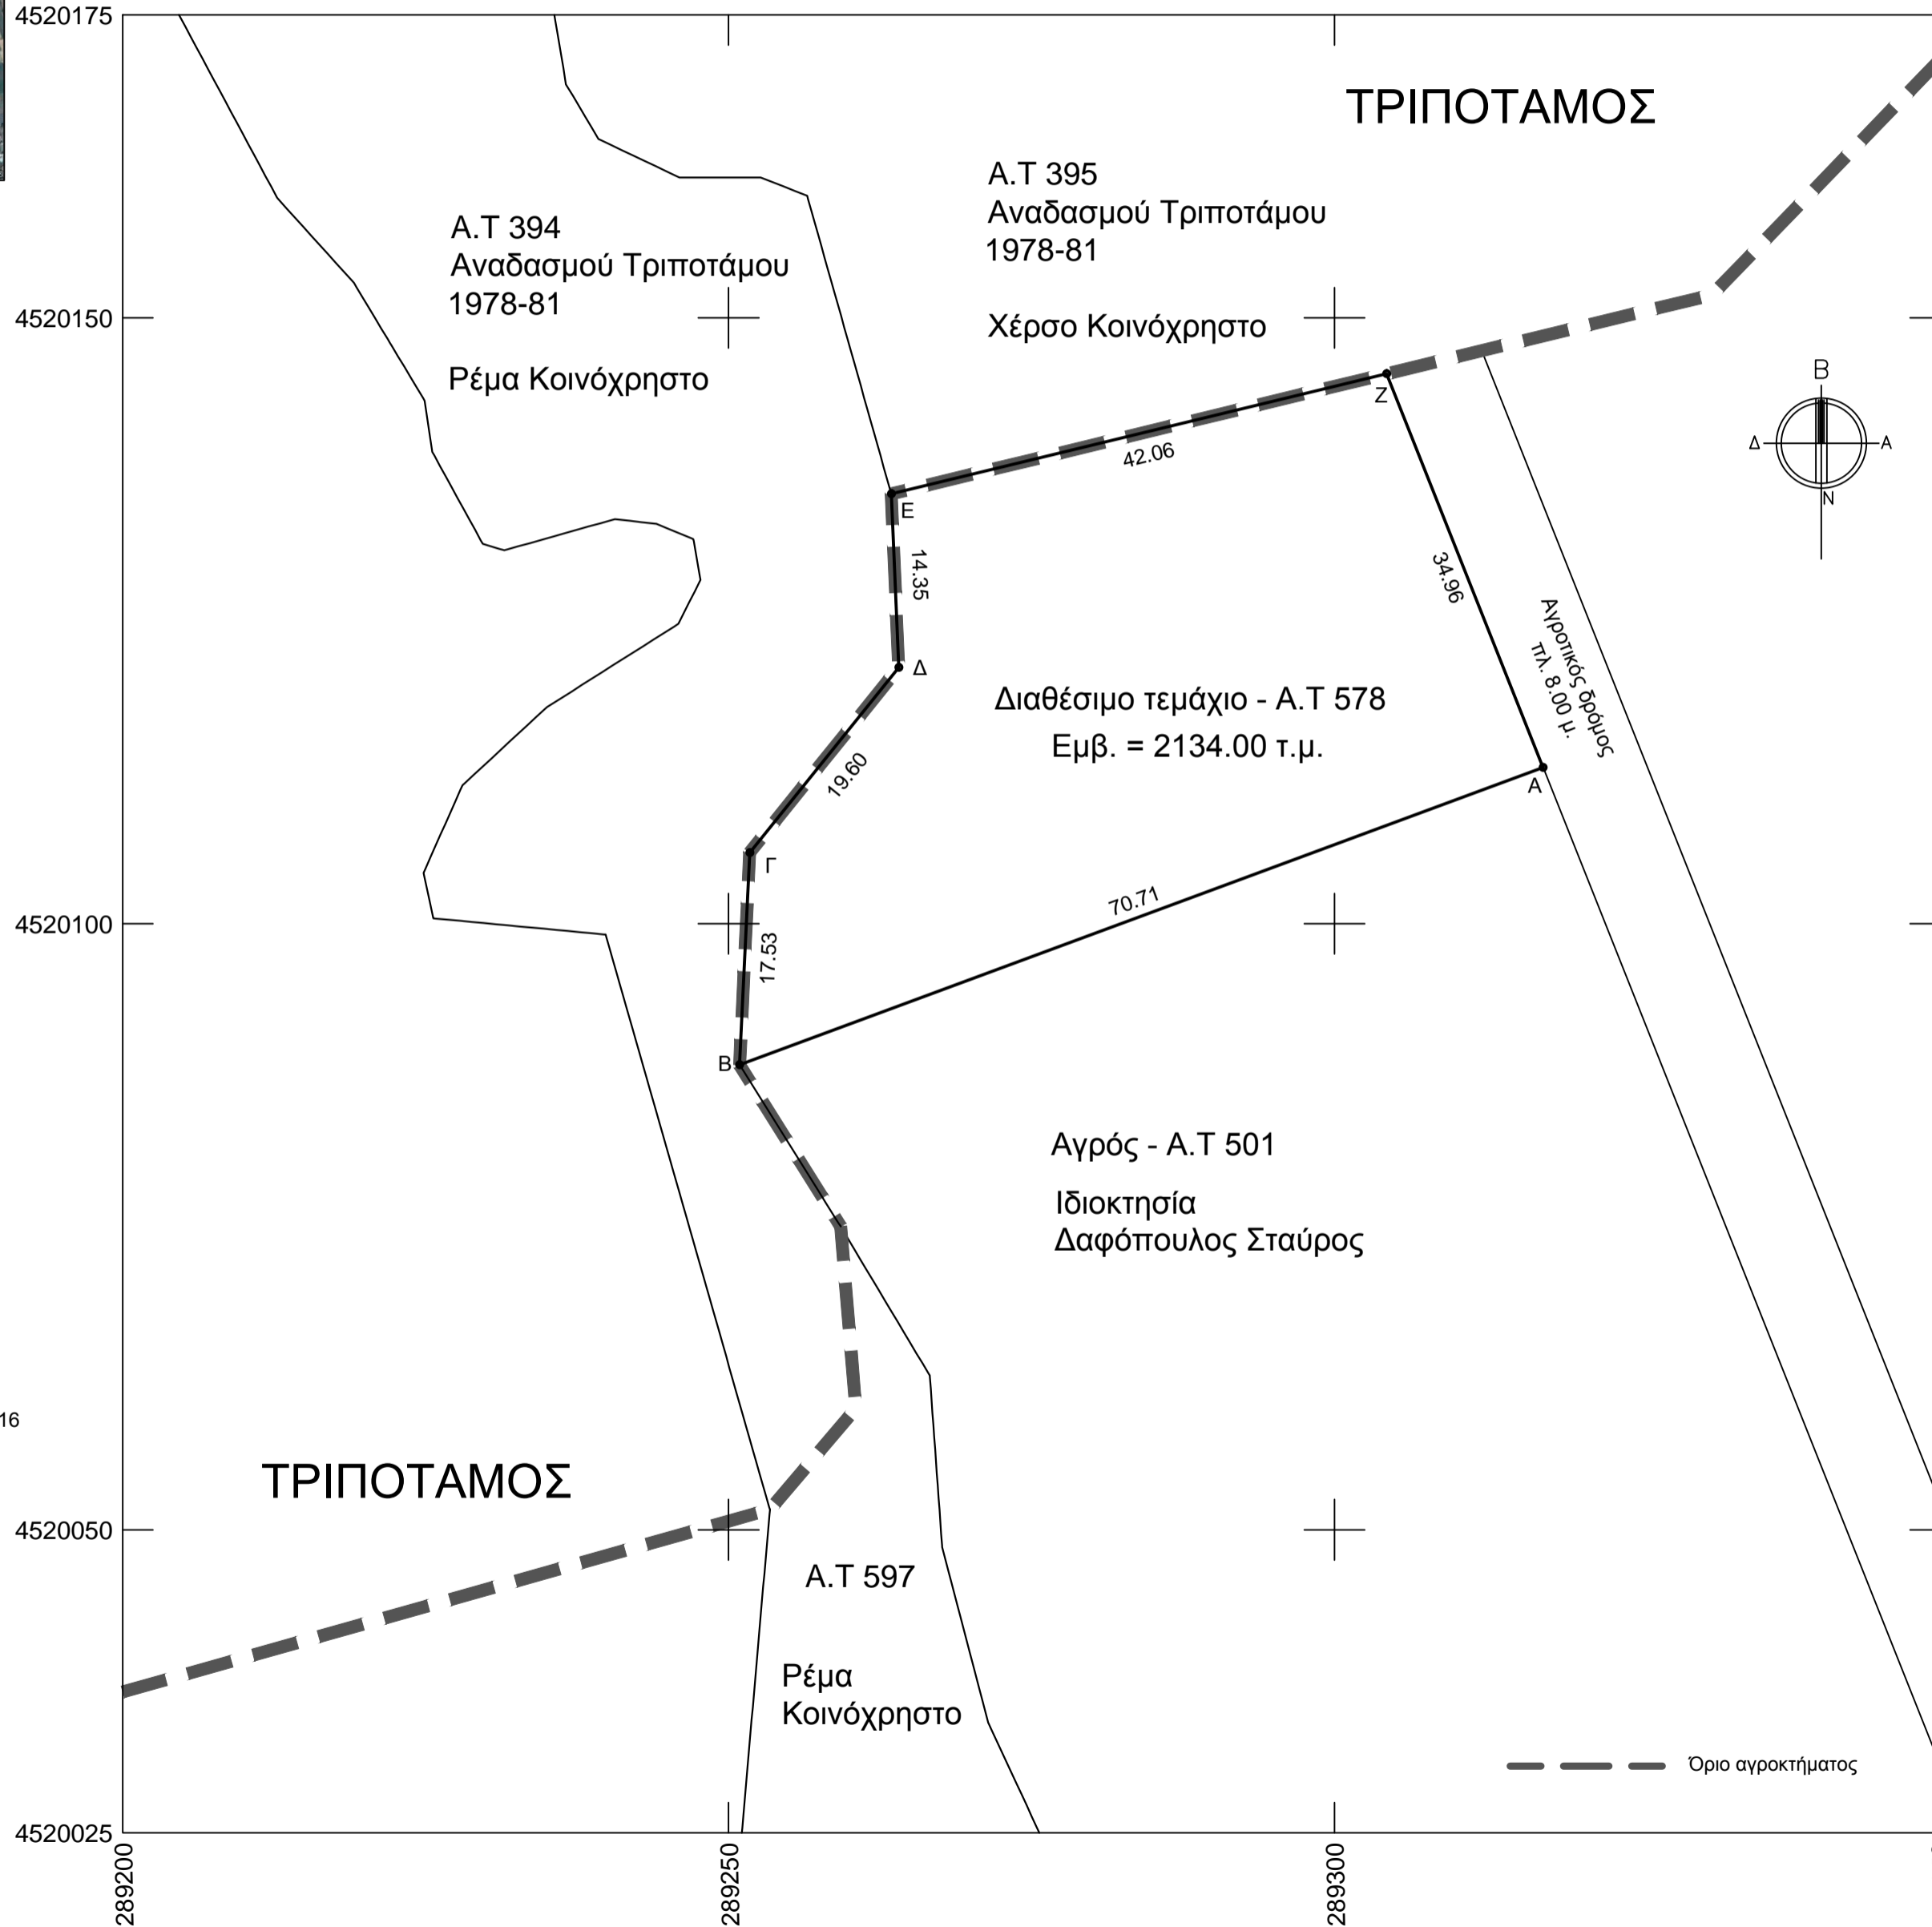 4520175
ΤΡΙΠΟΤΑΜΟΣ
Α.Τ 395
Αναδασμού Τριποτάμου
1978-81
Χέρσο Κοινόχρηστο
Α.Τ 394
Αναδασμού Τριποτάμου
1978-81
Ρέμα Κοινόχρηστο
4520150
Β
Δ
Α
Ν
Ζ
42.06
Ε
14.35
34.96
Αγροτικός δρόμος
πλ. 8.00 μ.
Δ
Διαθέσιμο τεμάχιο - Α.Τ 578
Εμβ. = 2134.00 τ.μ.
19.60
Α
Γ
70.71
4520100
17.53
Β
Αγρός - Α.Τ 501
Ιδιοκτησία
Δαφόπουλος Σταύρος
16
ΤΡΙΠΟΤΑΜΟΣ
4520050
Α.Τ 597
Ρέμα
Κοινόχρηστο
Όριο αγροκτήματος
4520025
289200
289250
289300